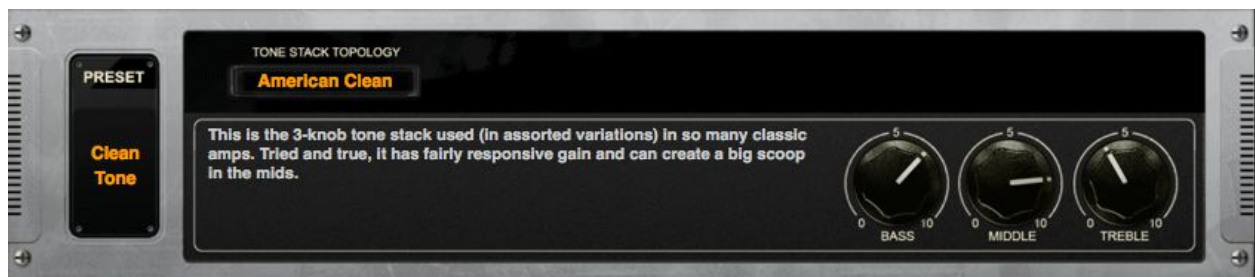 TONE STACK TOPOLOGY
American Clean
PRESET
Clean
Tone
This is the 3-knob tone stack used (in assorted variations) in so many classic
amps. Tried and true, it has fairly responsive gain and can create a big scoop
in the mids.
5 5 5
0 10 0 10 0 10
BASS MIDDLE TREBLE